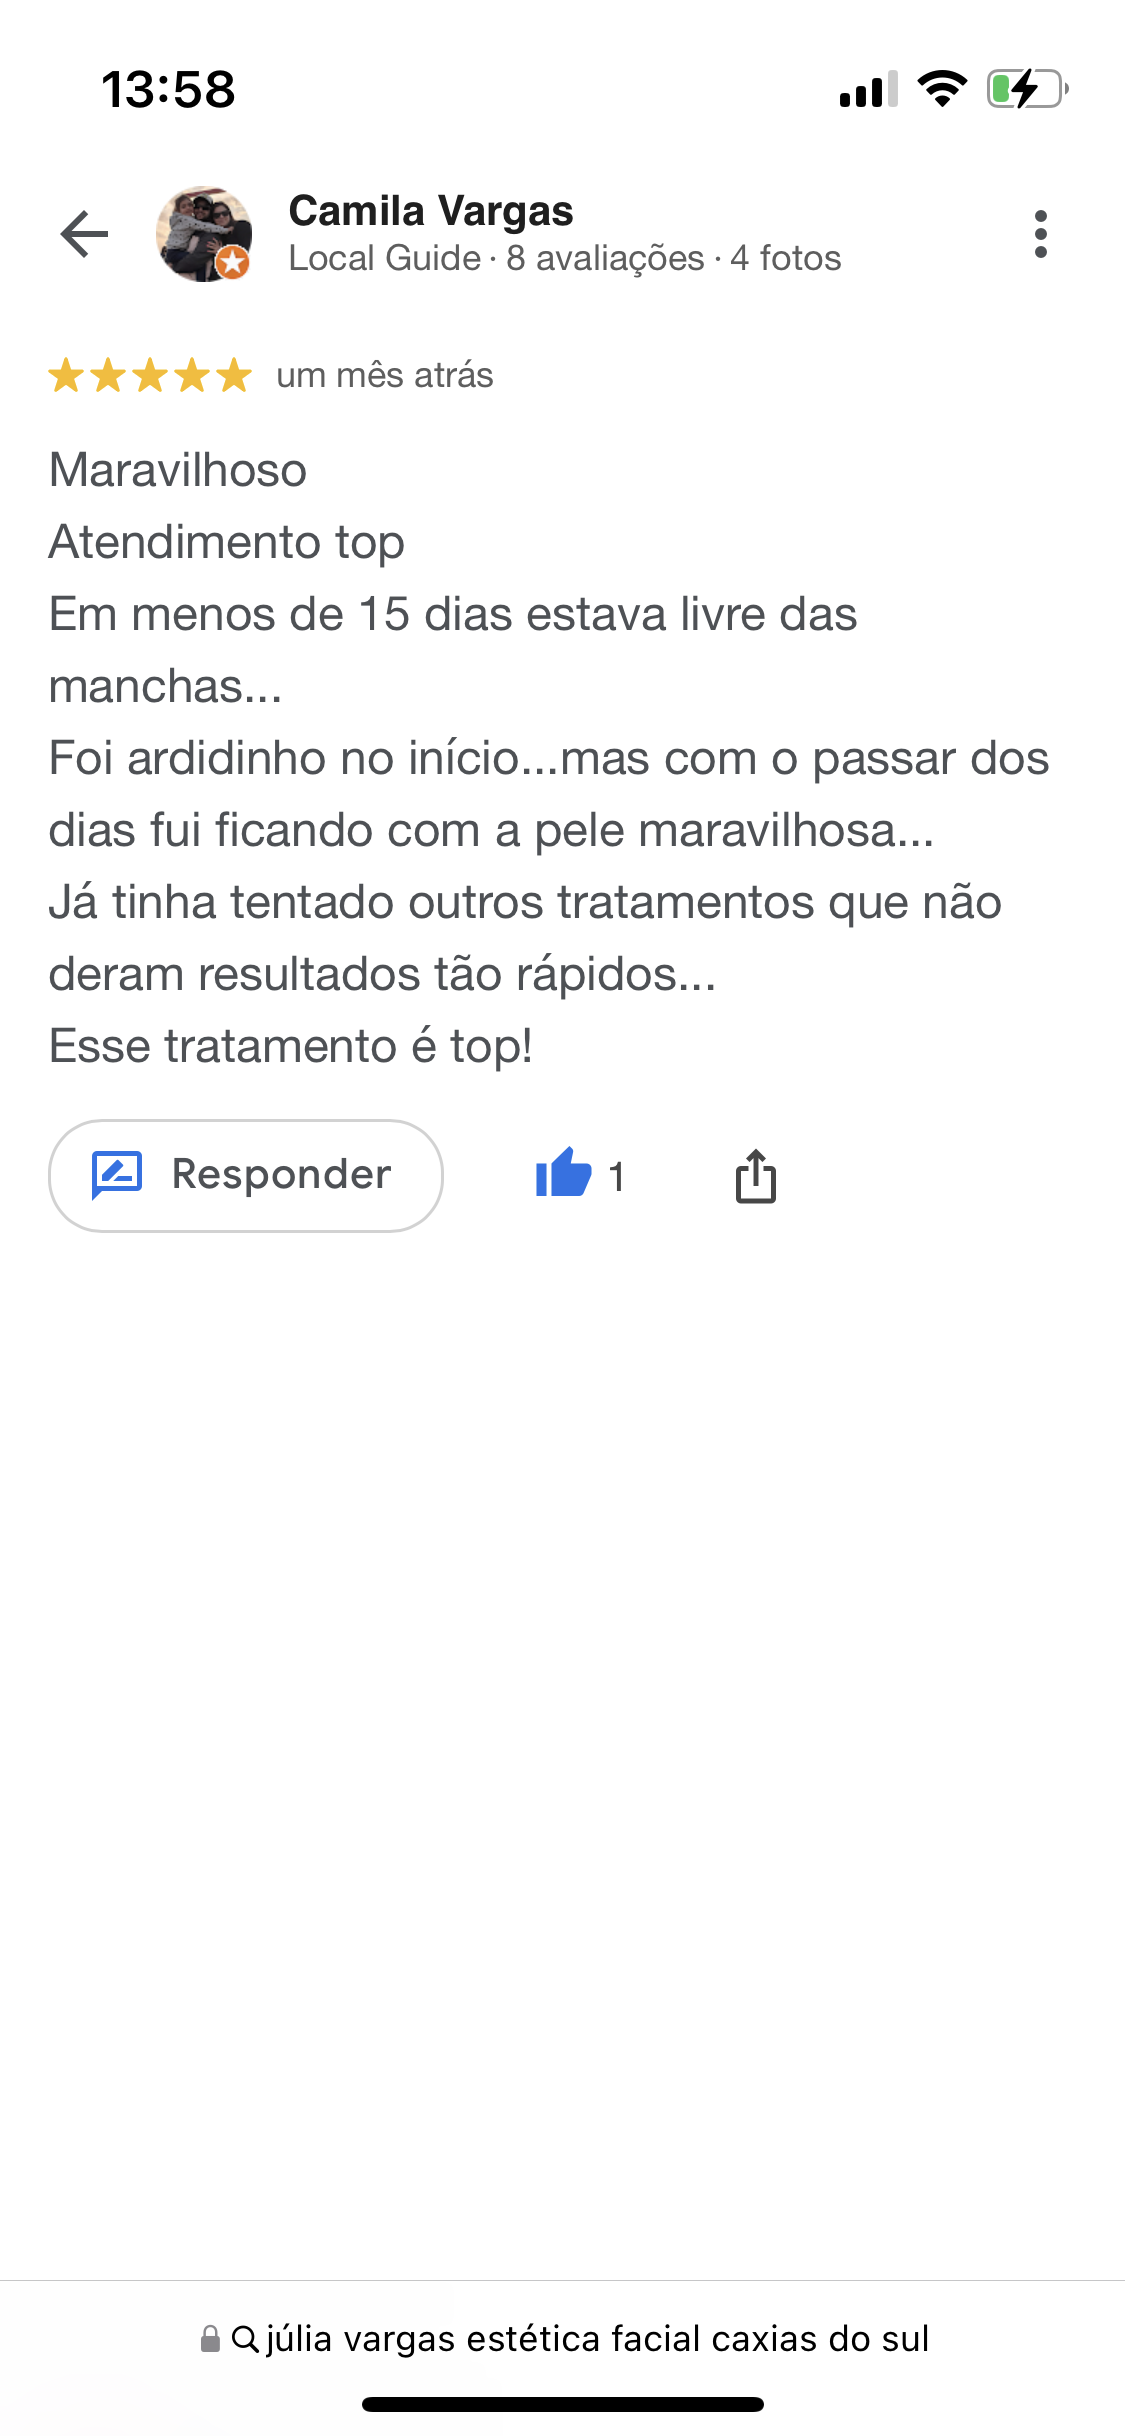 13:58
Camila Vargas
Local Guide · 8 avaliações · 4 fotos
um mês atrás
Maravilhoso
Atendimento top
Em menos de 15 dias estava livre das
manchas...
Foi ardidinho no início...mas com o passar dos
dias fui ficando com a pele maravilhosa...
Já tinha tentado outros tratamentos que não
deram resultados tão rápidos...
Esse tratamento é top!
Responder
1
júlia vargas estética facial caxias do sul